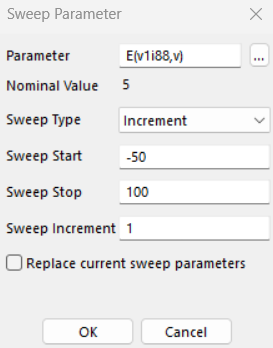 Sweep Parameter
Parameter E(v1i88,v) ...
Nominal Value 5
Sweep Type Increment
Sweep Start -50
Sweep Stop 100
Sweep Increment 1
Replace current sweep parameters
OK Cancel